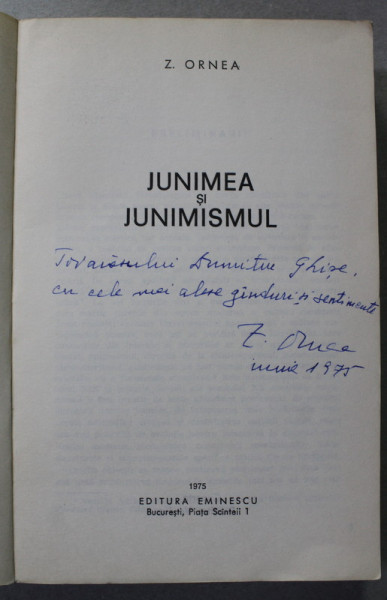 Z. ORNEA
JUNIMEA
ȘI
JUNIMISMUL
Tovarășului Dumitru Ghișe,
cu cele mai alese gînduri și sentimente
Z. Ornea
iunie 1975
1975
EDITURA EMINESCU
București, Piața Scînteii 1